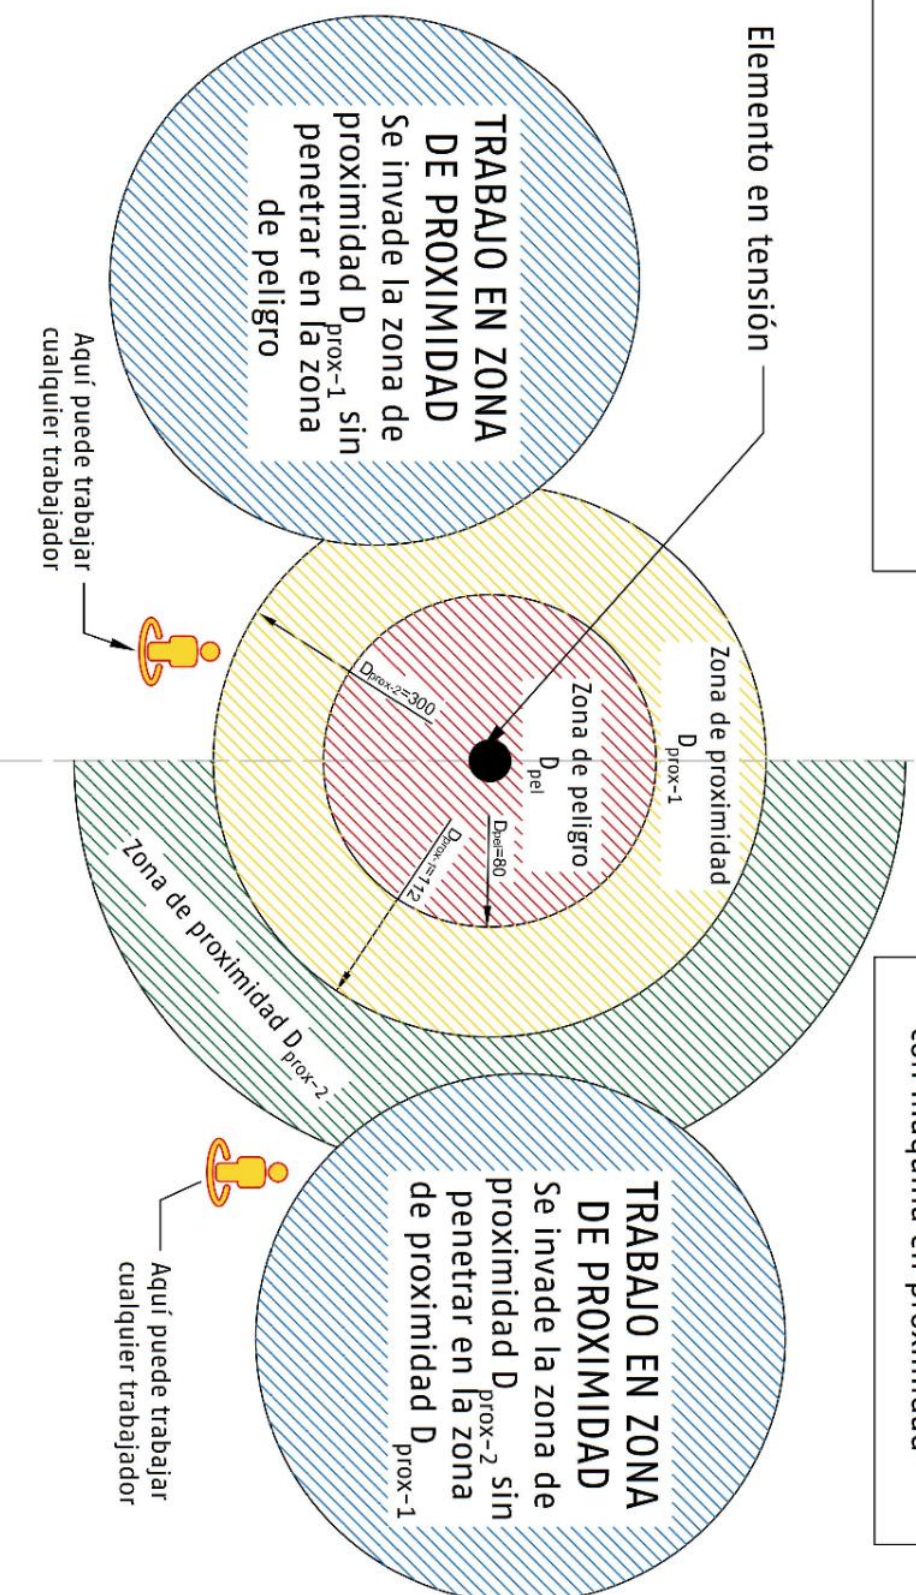 Elemento en tensión
TRABAJO EN ZONA
DE PROXIMIDAD
Se invade la zona de
proximidad Dprox-1 sin
penetrar en la zona
de peligro
Aquí puede trabajar
cualquier trabajador
Zona de proximidad
Dprox-1
Zona de peligro
Dpel
Dprox-2=300
Dpel=80
Dprox-1=112
Zona de proximidad Dprox-2
TRABAJO EN ZONA
DE PROXIMIDAD
Se invade la zona de
proximidad Dprox-2 sin
penetrar en la zona
de proximidad Dprox-1
Aquí puede trabajar
cualquier trabajador